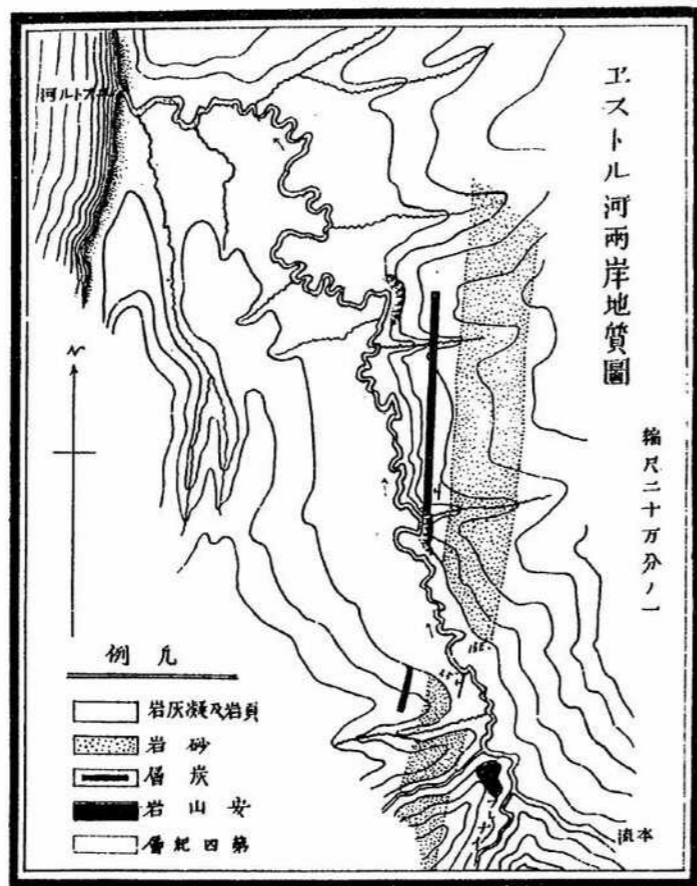 ヱストル河兩岸地質圖
縮尺二十万分ノ一
ヱストル河
N
凡例
頁岩及凝灰岩
砂岩
炭層
安山岩
第四紀層
本流